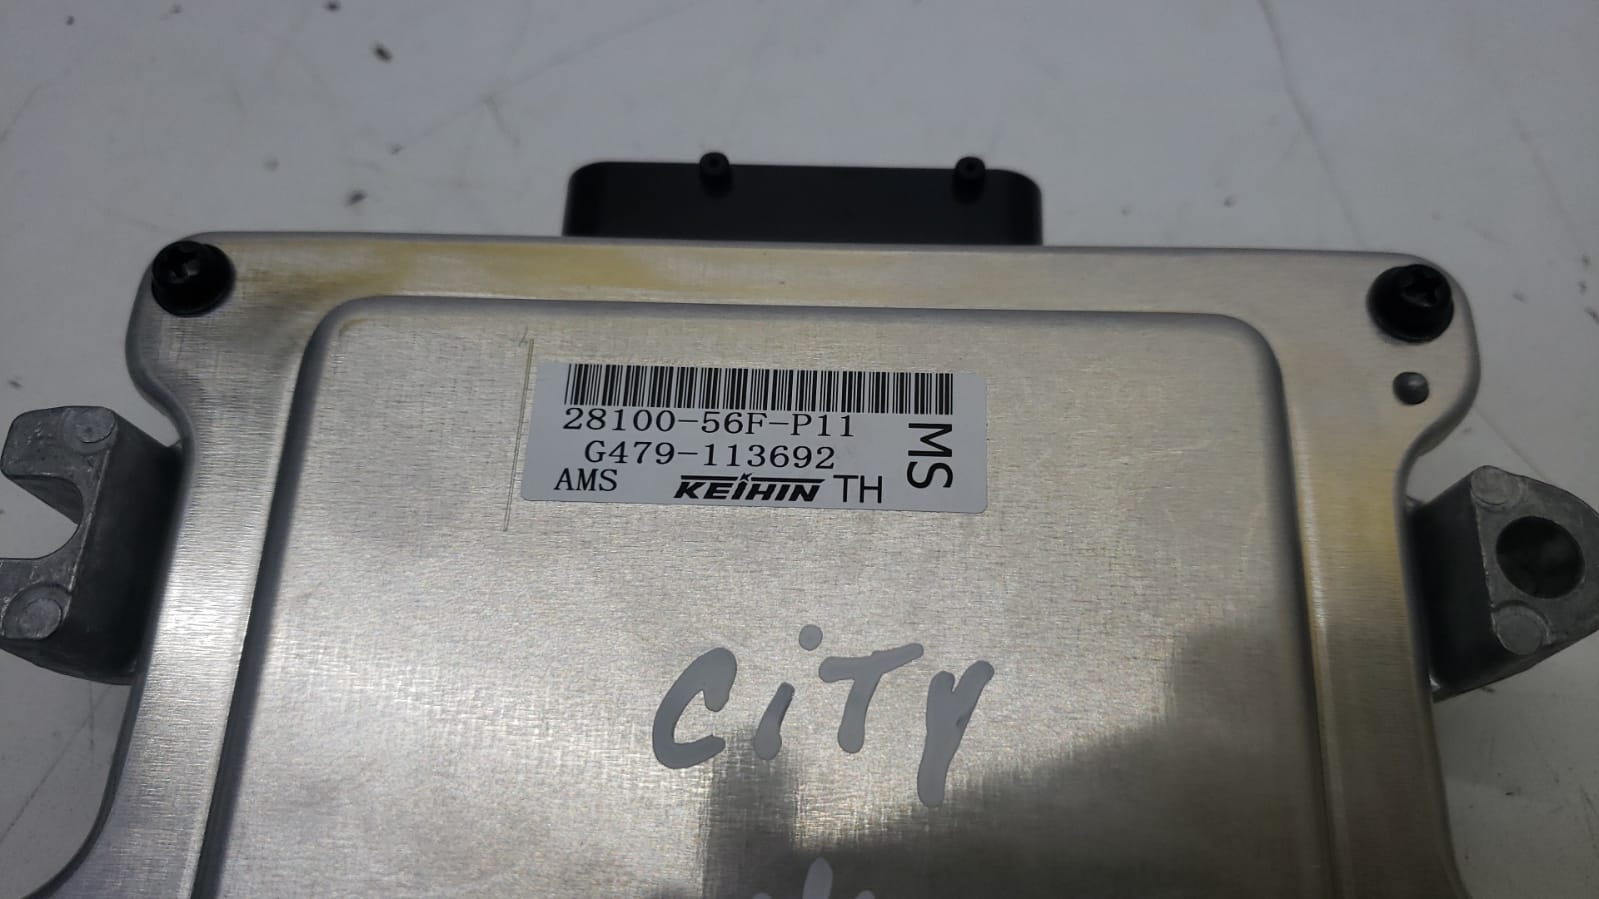 28100-56F-P11
G479-113692
AMS KEIHIN TH
MS
CiTy